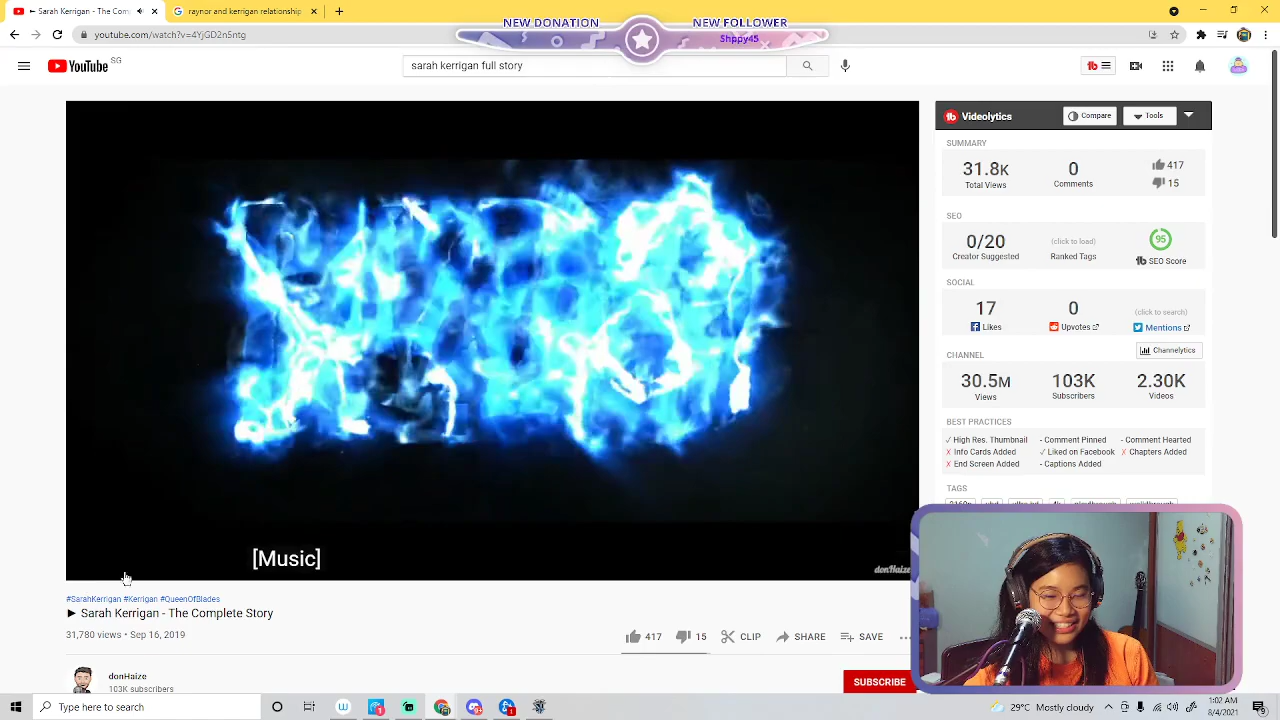 NEW DONATION
NEW FOLLOWER
Shppy45
Sarah Kerrigan - The
raynor and kerrigan relationship
youtube.com/watch?v=4YjGD2n5ntg
YouTube SG
sarah kerrigan full story
tb
tb Videolytics
Compare
Tools
SUMMARY
31.8K
Total Views
0
Comments
417
15
SEO
0/20
Creator Suggested
(click to load)
Ranked Tags
95
tb SEO Score
SOCIAL
17
Likes
0
Upvotes
(click to search)
Mentions
CHANNEL
Channelytics
30.5M
Views
103K
Subscribers
2.30K
Videos
BEST PRACTICES
✓ High Res. Thumbnail
- Comment Pinned
- Comment Hearted
X Info Cards Added
✓ Liked on Facebook
X Chapters Added
X End Screen Added
- Captions Added
TAGS
[Music]
donHaize
#SarahKerrigan #Kerrigan #QueenOfBlades
► Sarah Kerrigan - The Complete Story
31,780 views • Sep 16, 2019
417
15
CLIP
SHARE
SAVE
donHaize
103K subscribers
SUBSCRIBE
Type here to search
29°C Mostly cloudy
1:02 AM
8/4/2021